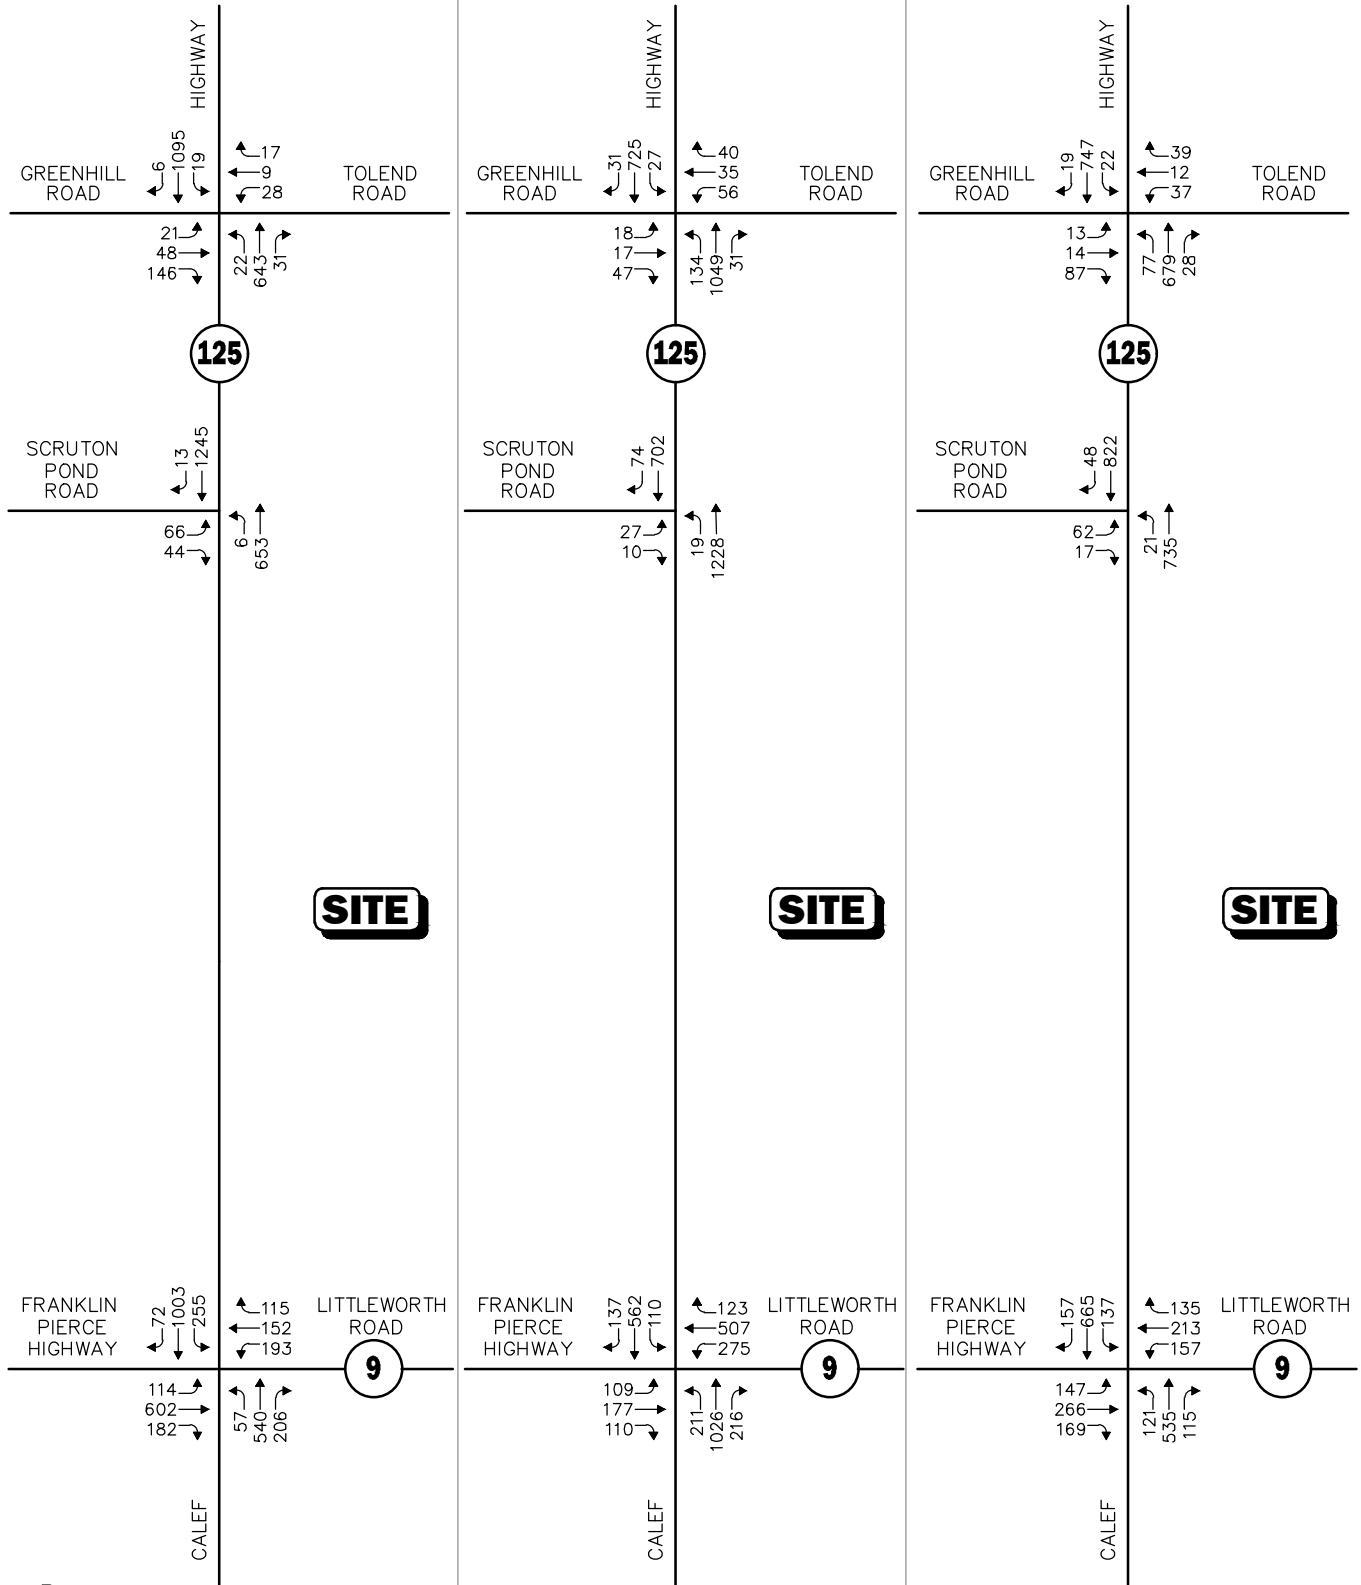 HIGHWAY
6
1095
19
17
9
28
GREENHILL
ROAD
TOLEND
ROAD
21
48
146
22
643
31
125
SCRUTON
POND
ROAD
13
1245
66
44
6
653
SITE
FRANKLIN
PIERCE
HIGHWAY
72
1003
255
115
152
193
LITTLEWORTH
ROAD
9
114
602
182
57
540
206
CALEF
HIGHWAY
31
725
27
40
35
56
GREENHILL
ROAD
TOLEND
ROAD
18
17
47
134
1049
31
125
SCRUTON
POND
ROAD
74
702
27
10
19
1228
SITE
FRANKLIN
PIERCE
HIGHWAY
137
562
110
123
507
275
LITTLEWORTH
ROAD
9
109
177
110
211
1026
216
CALEF
HIGHWAY
19
747
22
39
12
37
GREENHILL
ROAD
TOLEND
ROAD
13
14
87
77
679
28
125
SCRUTON
POND
ROAD
48
822
62
17
21
735
SITE
FRANKLIN
PIERCE
HIGHWAY
157
665
137
135
213
157
LITTLEWORTH
ROAD
9
147
266
169
121
535
115
CALEF